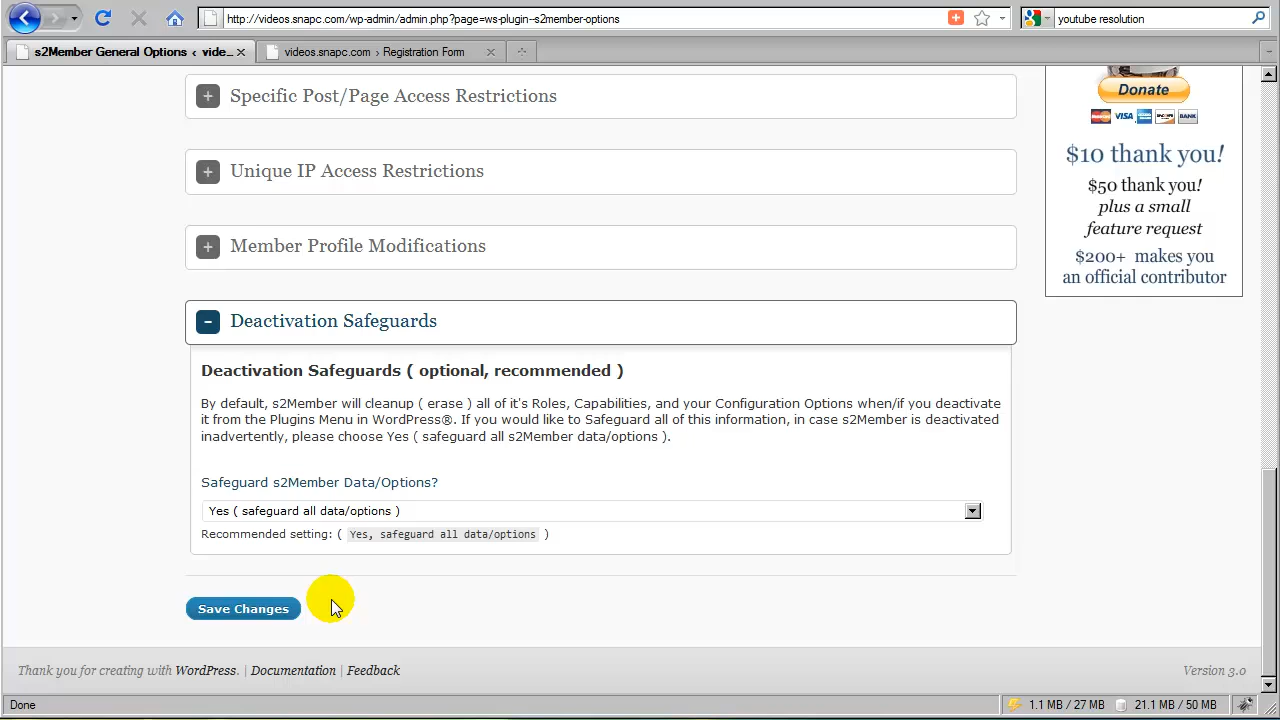 http://videos.snapc.com/wp-admin/admin.php?page=ws-plugin--s2member-options
youtube resolution
s2Member General Options ‹ vide...
videos.snapc.com › Registration Form
Specific Post/Page Access Restrictions
Unique IP Access Restrictions
Member Profile Modifications
Deactivation Safeguards
Deactivation Safeguards ( optional, recommended )
By default, s2Member will cleanup ( erase ) all of it's Roles, Capabilities, and your Configuration Options when/if you deactivate
it from the Plugins Menu in WordPress®. If you would like to Safeguard all of this information, in case s2Member is deactivated
inadvertently, please choose Yes ( safeguard all s2Member data/options ).
Safeguard s2Member Data/Options?
Yes ( safeguard all data/options )
Recommended setting: ( Yes, safeguard all data/options )
Save Changes
Donate
VISA
BANK
$10 thank you!
$50 thank you!
plus a small
feature request
$200+ makes you
an official contributor
Thank you for creating with WordPress. | Documentation | Feedback
Version 3.0
Done
1.1 MB / 27 MB
21.1 MB / 50 MB